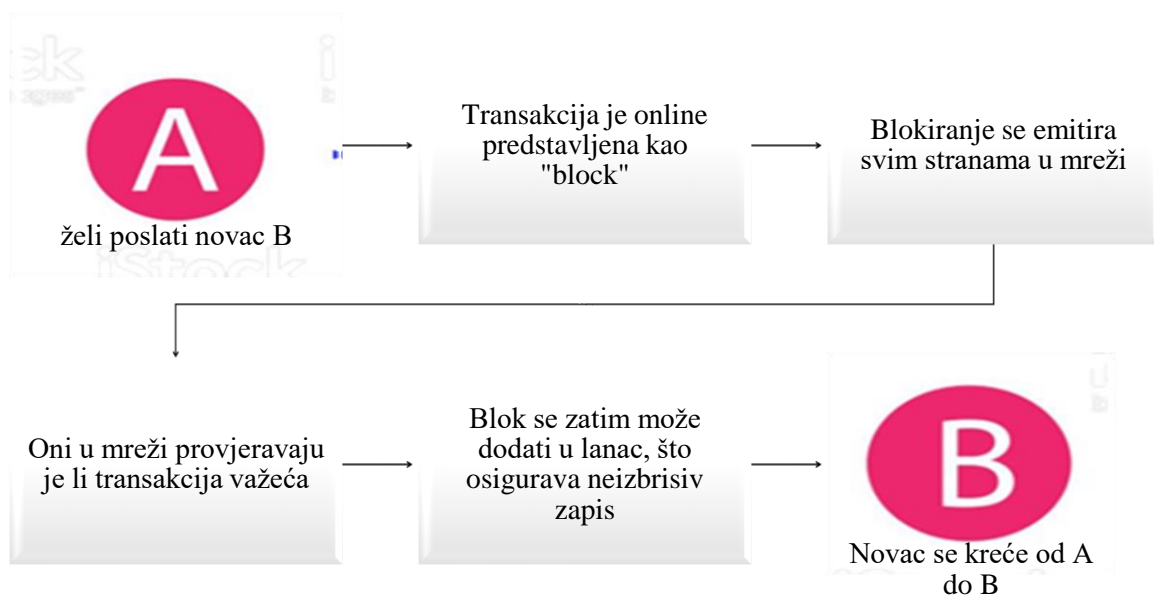 A
želi poslati novac B
Transakcija je online
predstavljena kao
"block"
Blokiranje se emitira
svim stranama u mreži
Oni u mreži provjeravaju
je li transakcija važeća
Blok se zatim može
dodati u lanac, što
osigurava neizbrisiv
zapis
B
Novac se kreće od A
do B
iStock